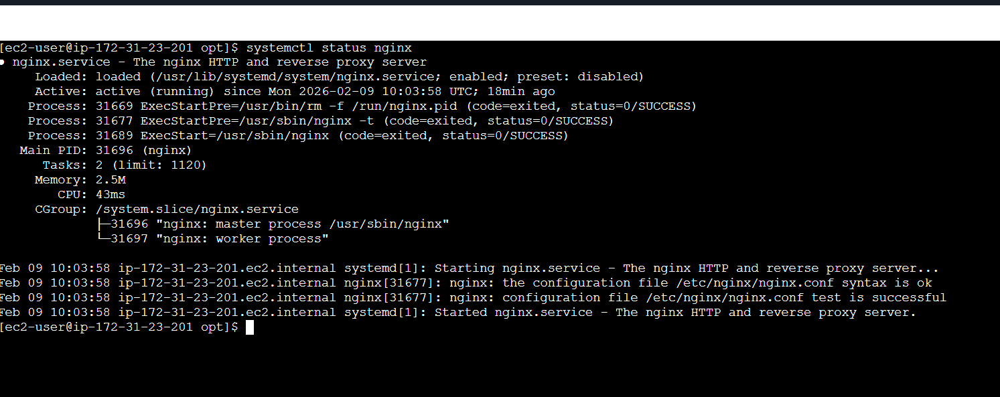 [ec2-user@ip-172-31-23-201 opt]$ systemctl status nginx
● nginx.service - The nginx HTTP and reverse proxy server
Loaded: loaded (/usr/lib/systemd/system/nginx.service; enabled; preset: disabled)
Active: active (running) since Mon 2026-02-09 10:03:58 UTC; 18min ago
Process: 31669 ExecStartPre=/usr/bin/rm -f /run/nginx.pid (code=exited, status=0/SUCCESS)
Process: 31677 ExecStartPre=/usr/sbin/nginx -t (code=exited, status=0/SUCCESS)
Process: 31689 ExecStart=/usr/sbin/nginx (code=exited, status=0/SUCCESS)
Main PID: 31696 (nginx)
Tasks: 2 (limit: 1120)
Memory: 2.5M
CPU: 43ms
CGroup: /system.slice/nginx.service
├─31696 "nginx: master process /usr/sbin/nginx"
└─31697 "nginx: worker process"
Feb 09 10:03:58 ip-172-31-23-201.ec2.internal systemd[1]: Starting nginx.service - The nginx HTTP and reverse proxy server...
Feb 09 10:03:58 ip-172-31-23-201.ec2.internal nginx[31677]: nginx: the configuration file /etc/nginx/nginx.conf syntax is ok
Feb 09 10:03:58 ip-172-31-23-201.ec2.internal nginx[31677]: nginx: configuration file /etc/nginx/nginx.conf test is successful
Feb 09 10:03:58 ip-172-31-23-201.ec2.internal systemd[1]: Started nginx.service - The nginx HTTP and reverse proxy server.
[ec2-user@ip-172-31-23-201 opt]$